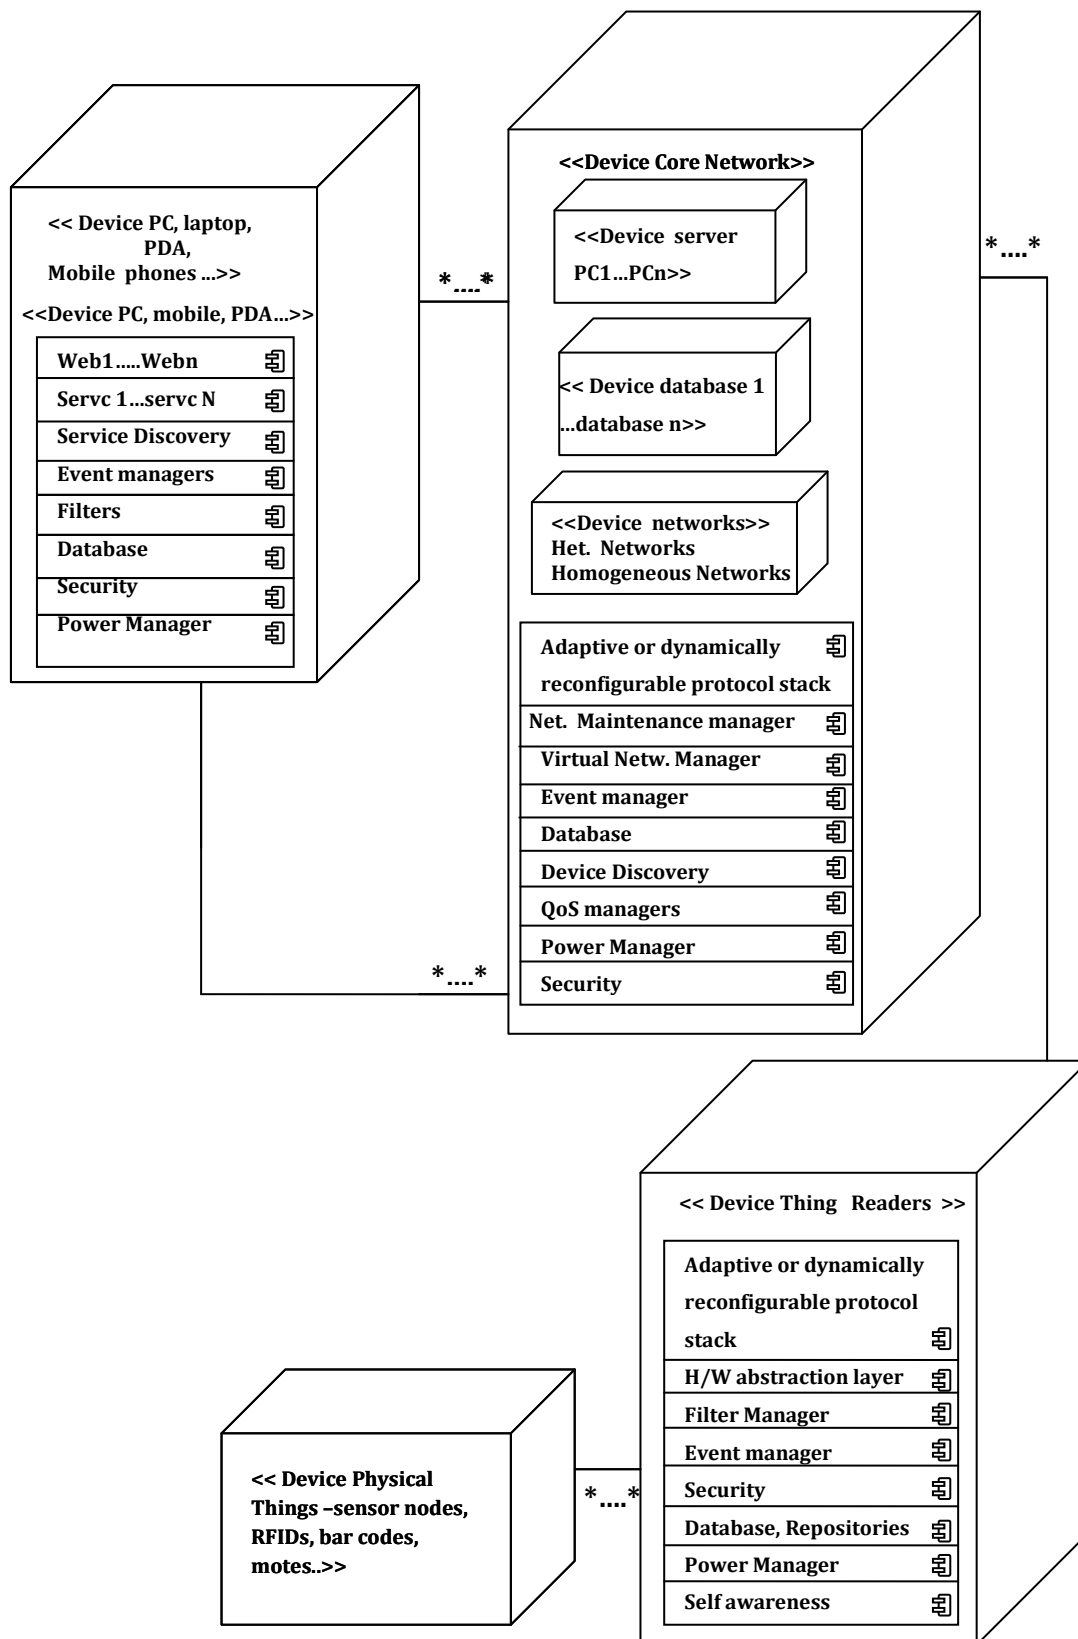 << Device PC, laptop,
PDA,
Mobile phones ...>>
<<Device PC, mobile, PDA...>>
Web1.....Webn
Servc 1...servc N
Service Discovery
Event managers
Filters
Database
Security
Power Manager
*....*
*....*
<<Device Core Network>>
<<Device server
PC1...PCn>>
<< Device database 1
...database n>>
<<Device networks>>
Het. Networks
Homogeneous Networks
Adaptive or dynamically
reconfigurable protocol stack
Net. Maintenance manager
Virtual Netw. Manager
Event manager
Database
Device Discovery
QoS managers
Power Manager
Security
*....*
<< Device Thing Readers >>
Adaptive or dynamically
reconfigurable protocol
stack
H/W abstraction layer
Filter Manager
Event manager
Security
Database, Repositories
Power Manager
Self awareness
*....*
<< Device Physical
Things –sensor nodes,
RFIDs, bar codes,
motes..>>